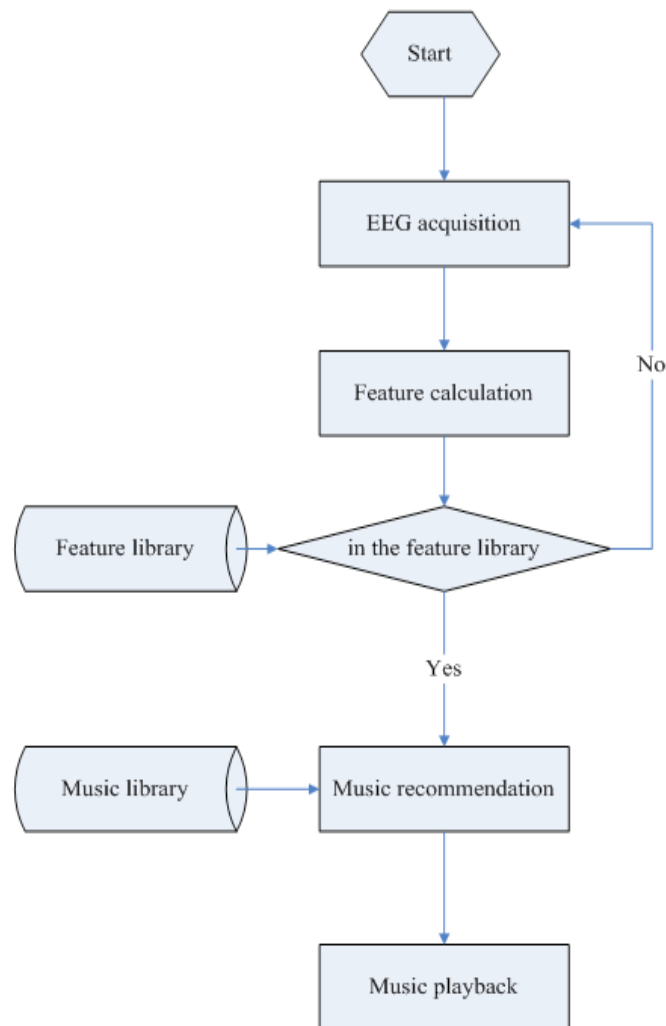 Start
EEG acquisition
No
Feature calculation
Feature library
in the feature library
Yes
Music library
Music recommendation
Music playback